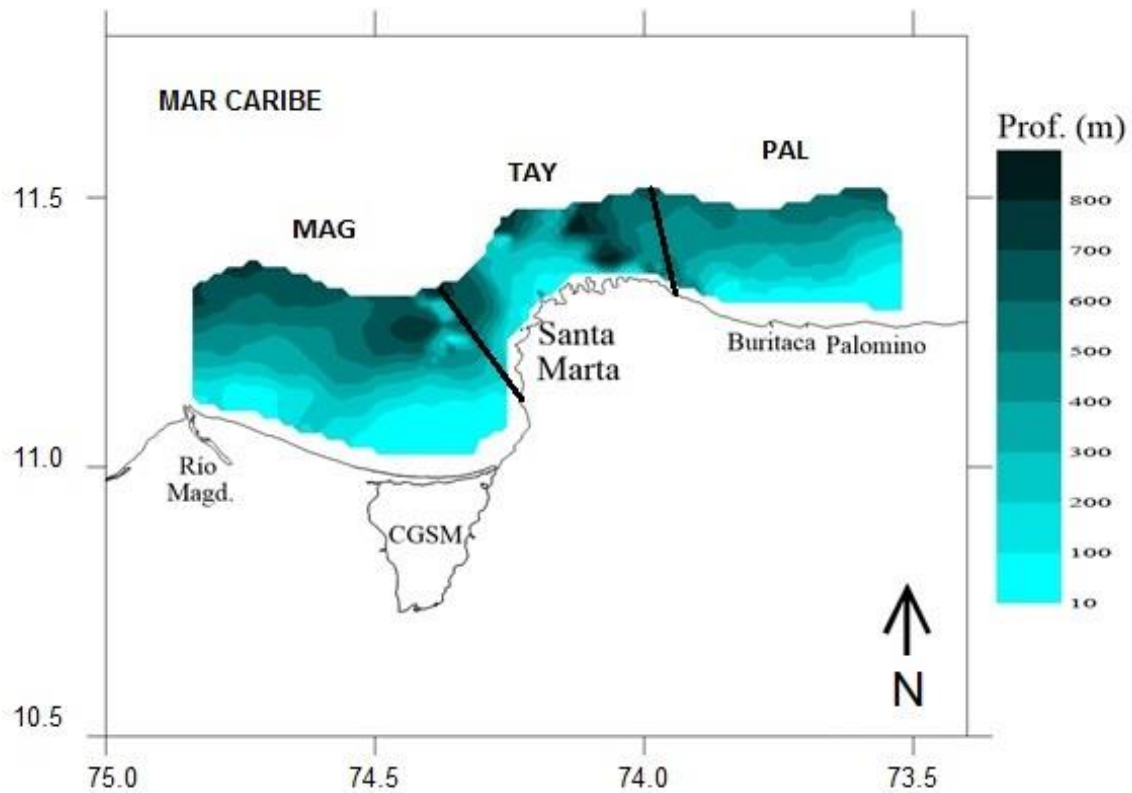 MAR CARIBE
TAY
PAL
MAG
Prof. (m)
800
700
600
500
400
300
200
100
10
11.5
11.0
10.5
Santa
Marta
Buritaca
Palomino
Río
Magd.
CGSM
N
75.0
74.5
74.0
73.5